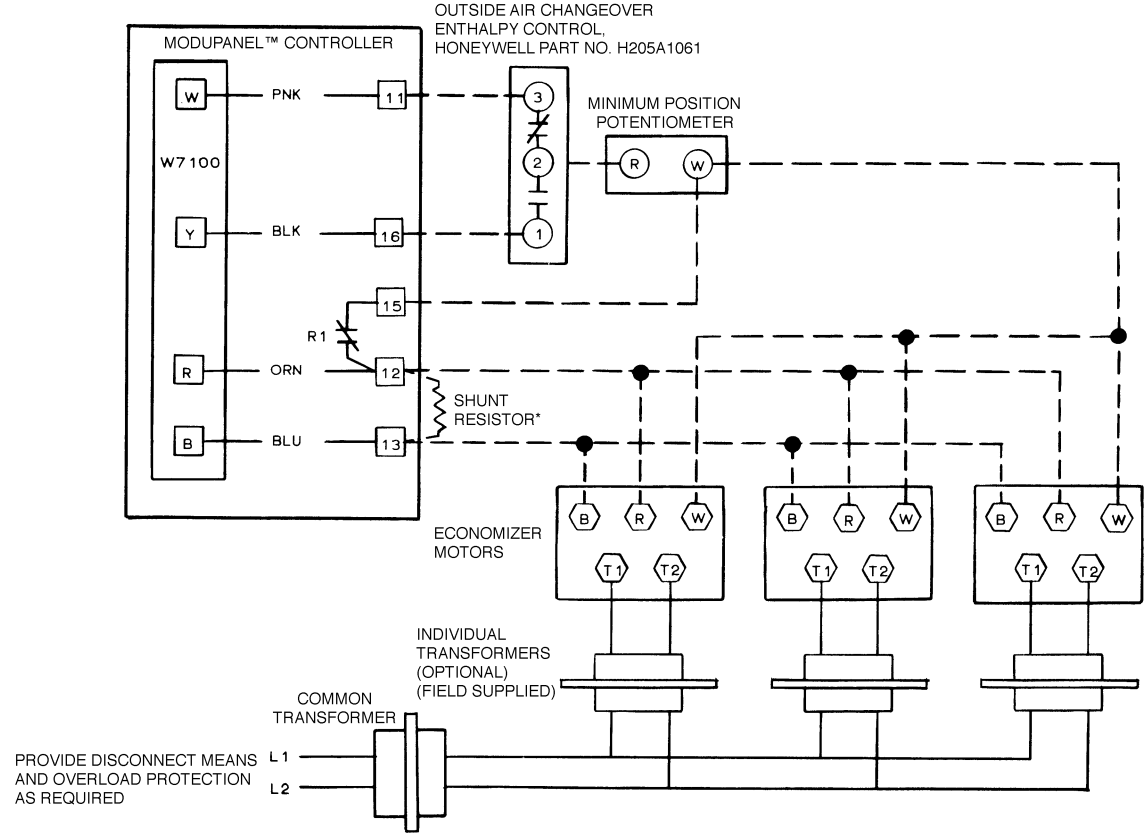 OUTSIDE AIR CHANGEOVER
ENTHALPY CONTROL,
HONEYWELL PART NO. H205A1061
MODUPANEL™ CONTROLLER
W PNK 11 3
MINIMUM POSITION
POTENTIOMETER
W7100 2 R W
Y BLK 16 1
15
R1
R ORN 12
SHUNT
RESISTOR*
B BLU 13
ECONOMIZER
MOTORS
B R W B R W B R W
T1 T2 T1 T2 T1 T2
INDIVIDUAL
TRANSFORMERS
(OPTIONAL)
(FIELD SUPPLIED)
COMMON
TRANSFORMER
PROVIDE DISCONNECT MEANS
AND OVERLOAD PROTECTION
AS REQUIRED
L1
L2